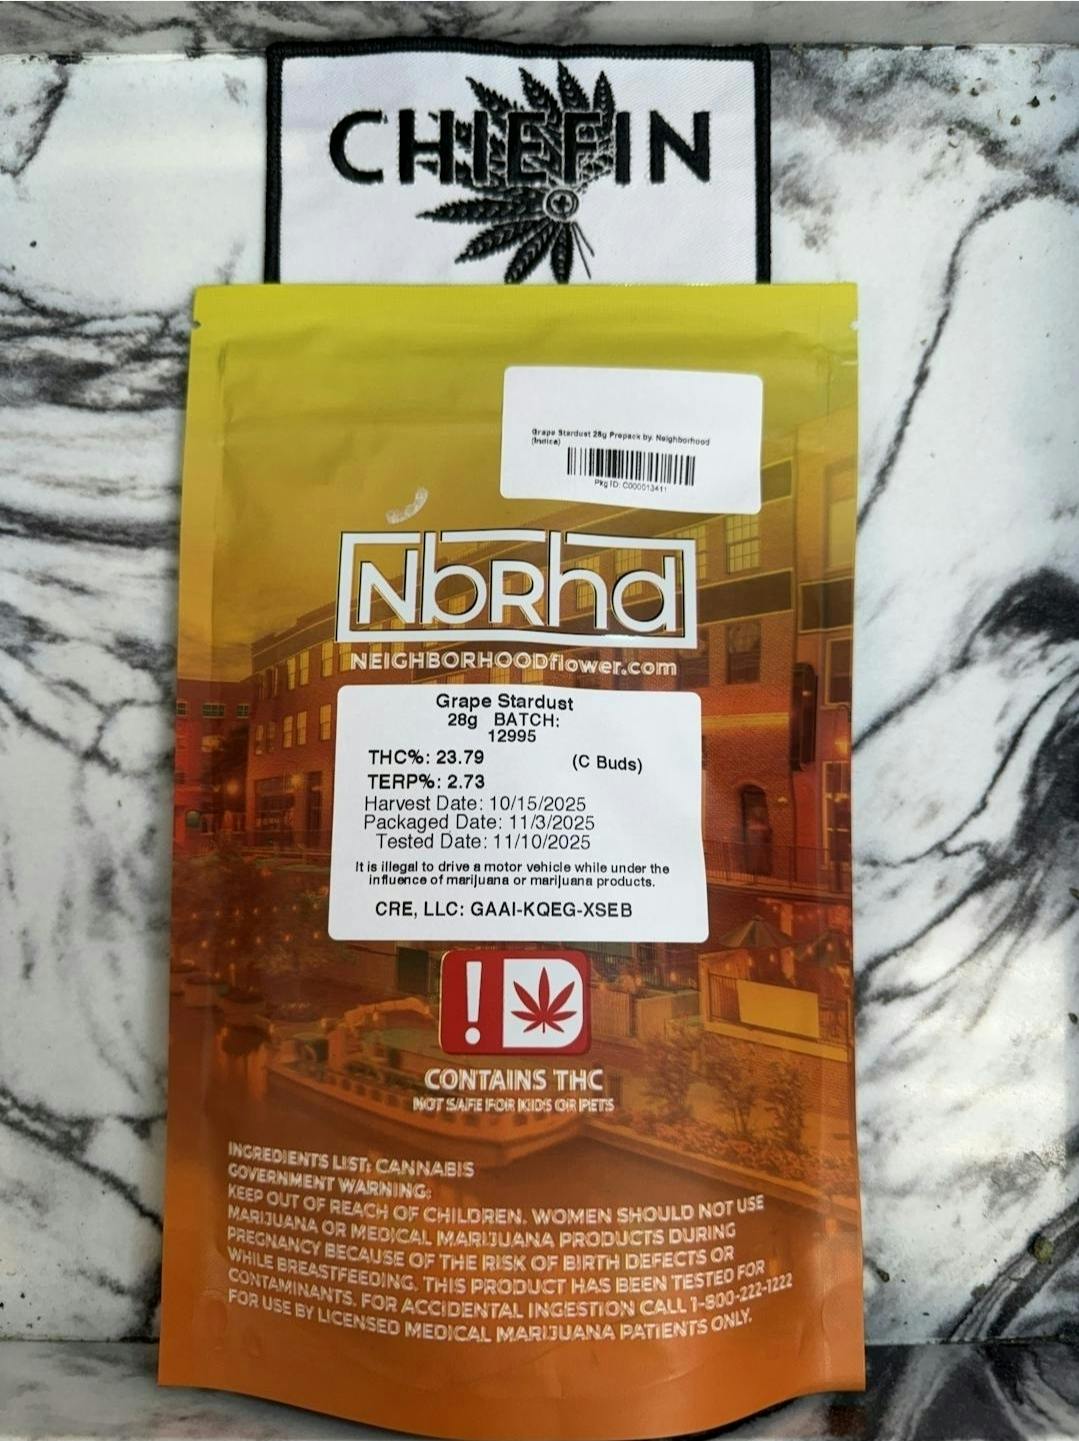 CHIEFIN
Grape Stardust 28g Prepack by. Neighborhood
(Indica)
Pkg ID: C000013411
NbRhd
NEIGHBORHOODflower.com
Grape Stardust
28g BATCH:
12995
THC%: 23.79 (C Buds)
TERP%: 2.73
Harvest Date: 10/15/2025
Packaged Date: 11/3/2025
Tested Date: 11/10/2025
It is illegal to drive a motor vehicle while under the
influence of marijuana or marijuana products.
CRE, LLC: GAAI-KQEG-XSEB
!
CONTAINS THC
NOT SAFE FOR KIDS OR PETS
INGREDIENTS LIST: CANNABIS
GOVERNMENT WARNING:
KEEP OUT OF REACH OF CHILDREN. WOMEN SHOULD NOT USE
MARIJUANA OR MEDICAL MARIJUANA PRODUCTS DURING
PREGNANCY BECAUSE OF THE RISK OF BIRTH DEFECTS OR
WHILE BREASTFEEDING. THIS PRODUCT HAS BEEN TESTED FOR
CONTAMINANTS. FOR ACCIDENTAL INGESTION CALL 1-800-222-1222
FOR USE BY LICENSED MEDICAL MARIJUANA PATIENTS ONLY.